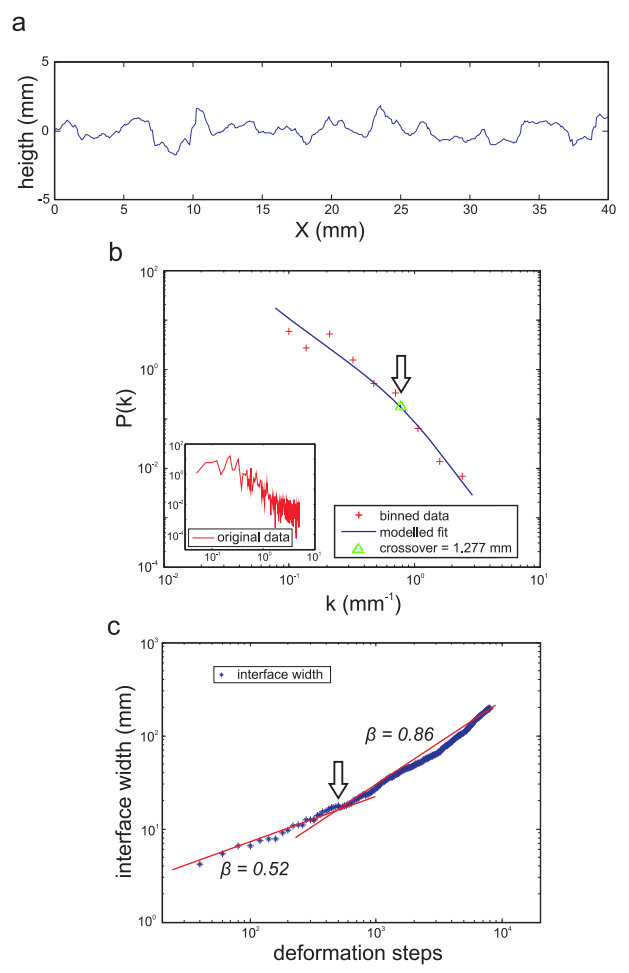 a
5
0
-5
heigth (mm)
0 5 10 15 20 25 30 35 40
X (mm)
b
10^2
10^0
10^-2
10^-4
P(k)
10^2
10^0
10^-2
10^-4
original data
10^-1 10^0 10^1
binned data
modelled fit
crossover = 1.277 mm
10^-2 10^-1 10^0 10^1
k (mm^-1)
c
10^3
10^2
10^1
10^0
interface width (mm)
interface width
β = 0.86
β = 0.52
10^2 10^3 10^4
deformation steps